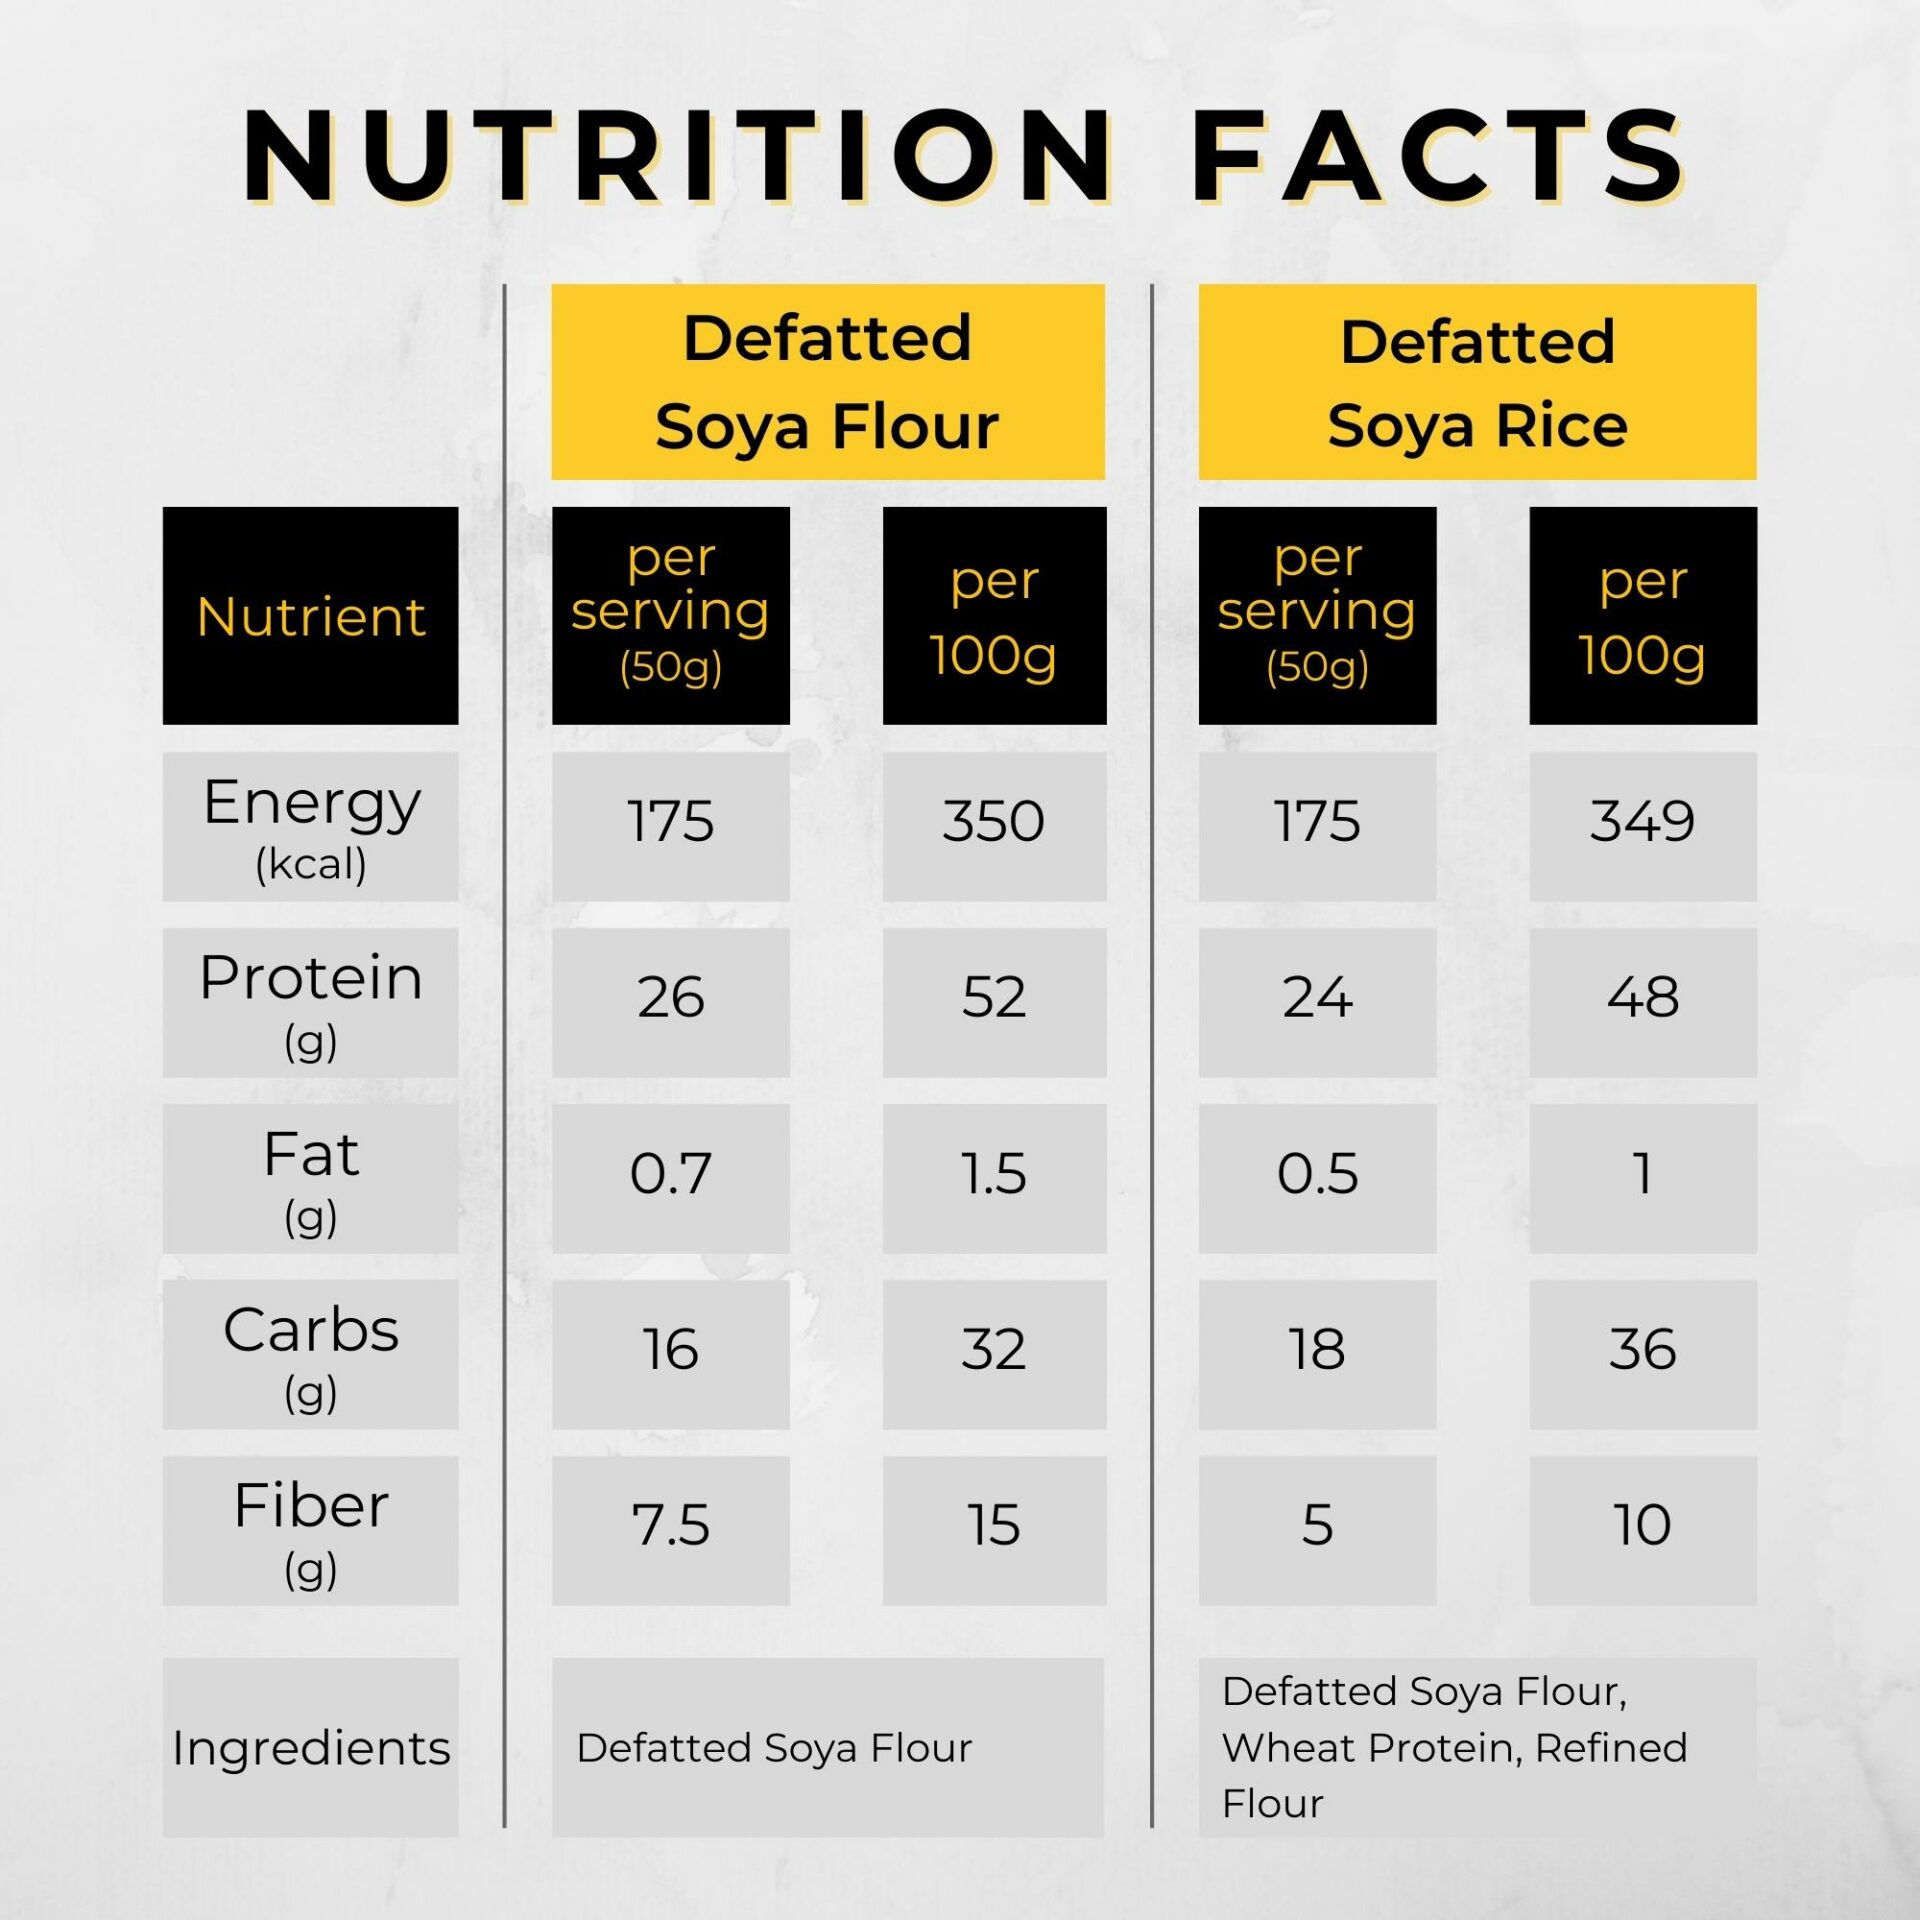 NUTRITION FACTS
Defatted
Soya Flour
Defatted
Soya Rice
Nutrient
per
serving
(50g)
per
100g
per
serving
(50g)
per
100g
Energy
(kcal)
175
350
175
349
Protein
(g)
26
52
24
48
Fat
(g)
0.7
1.5
0.5
1
Carbs
(g)
16
32
18
36
Fiber
(g)
7.5
15
5
10
Ingredients
Defatted Soya Flour
Defatted Soya Flour,
Wheat Protein, Refined
Flour